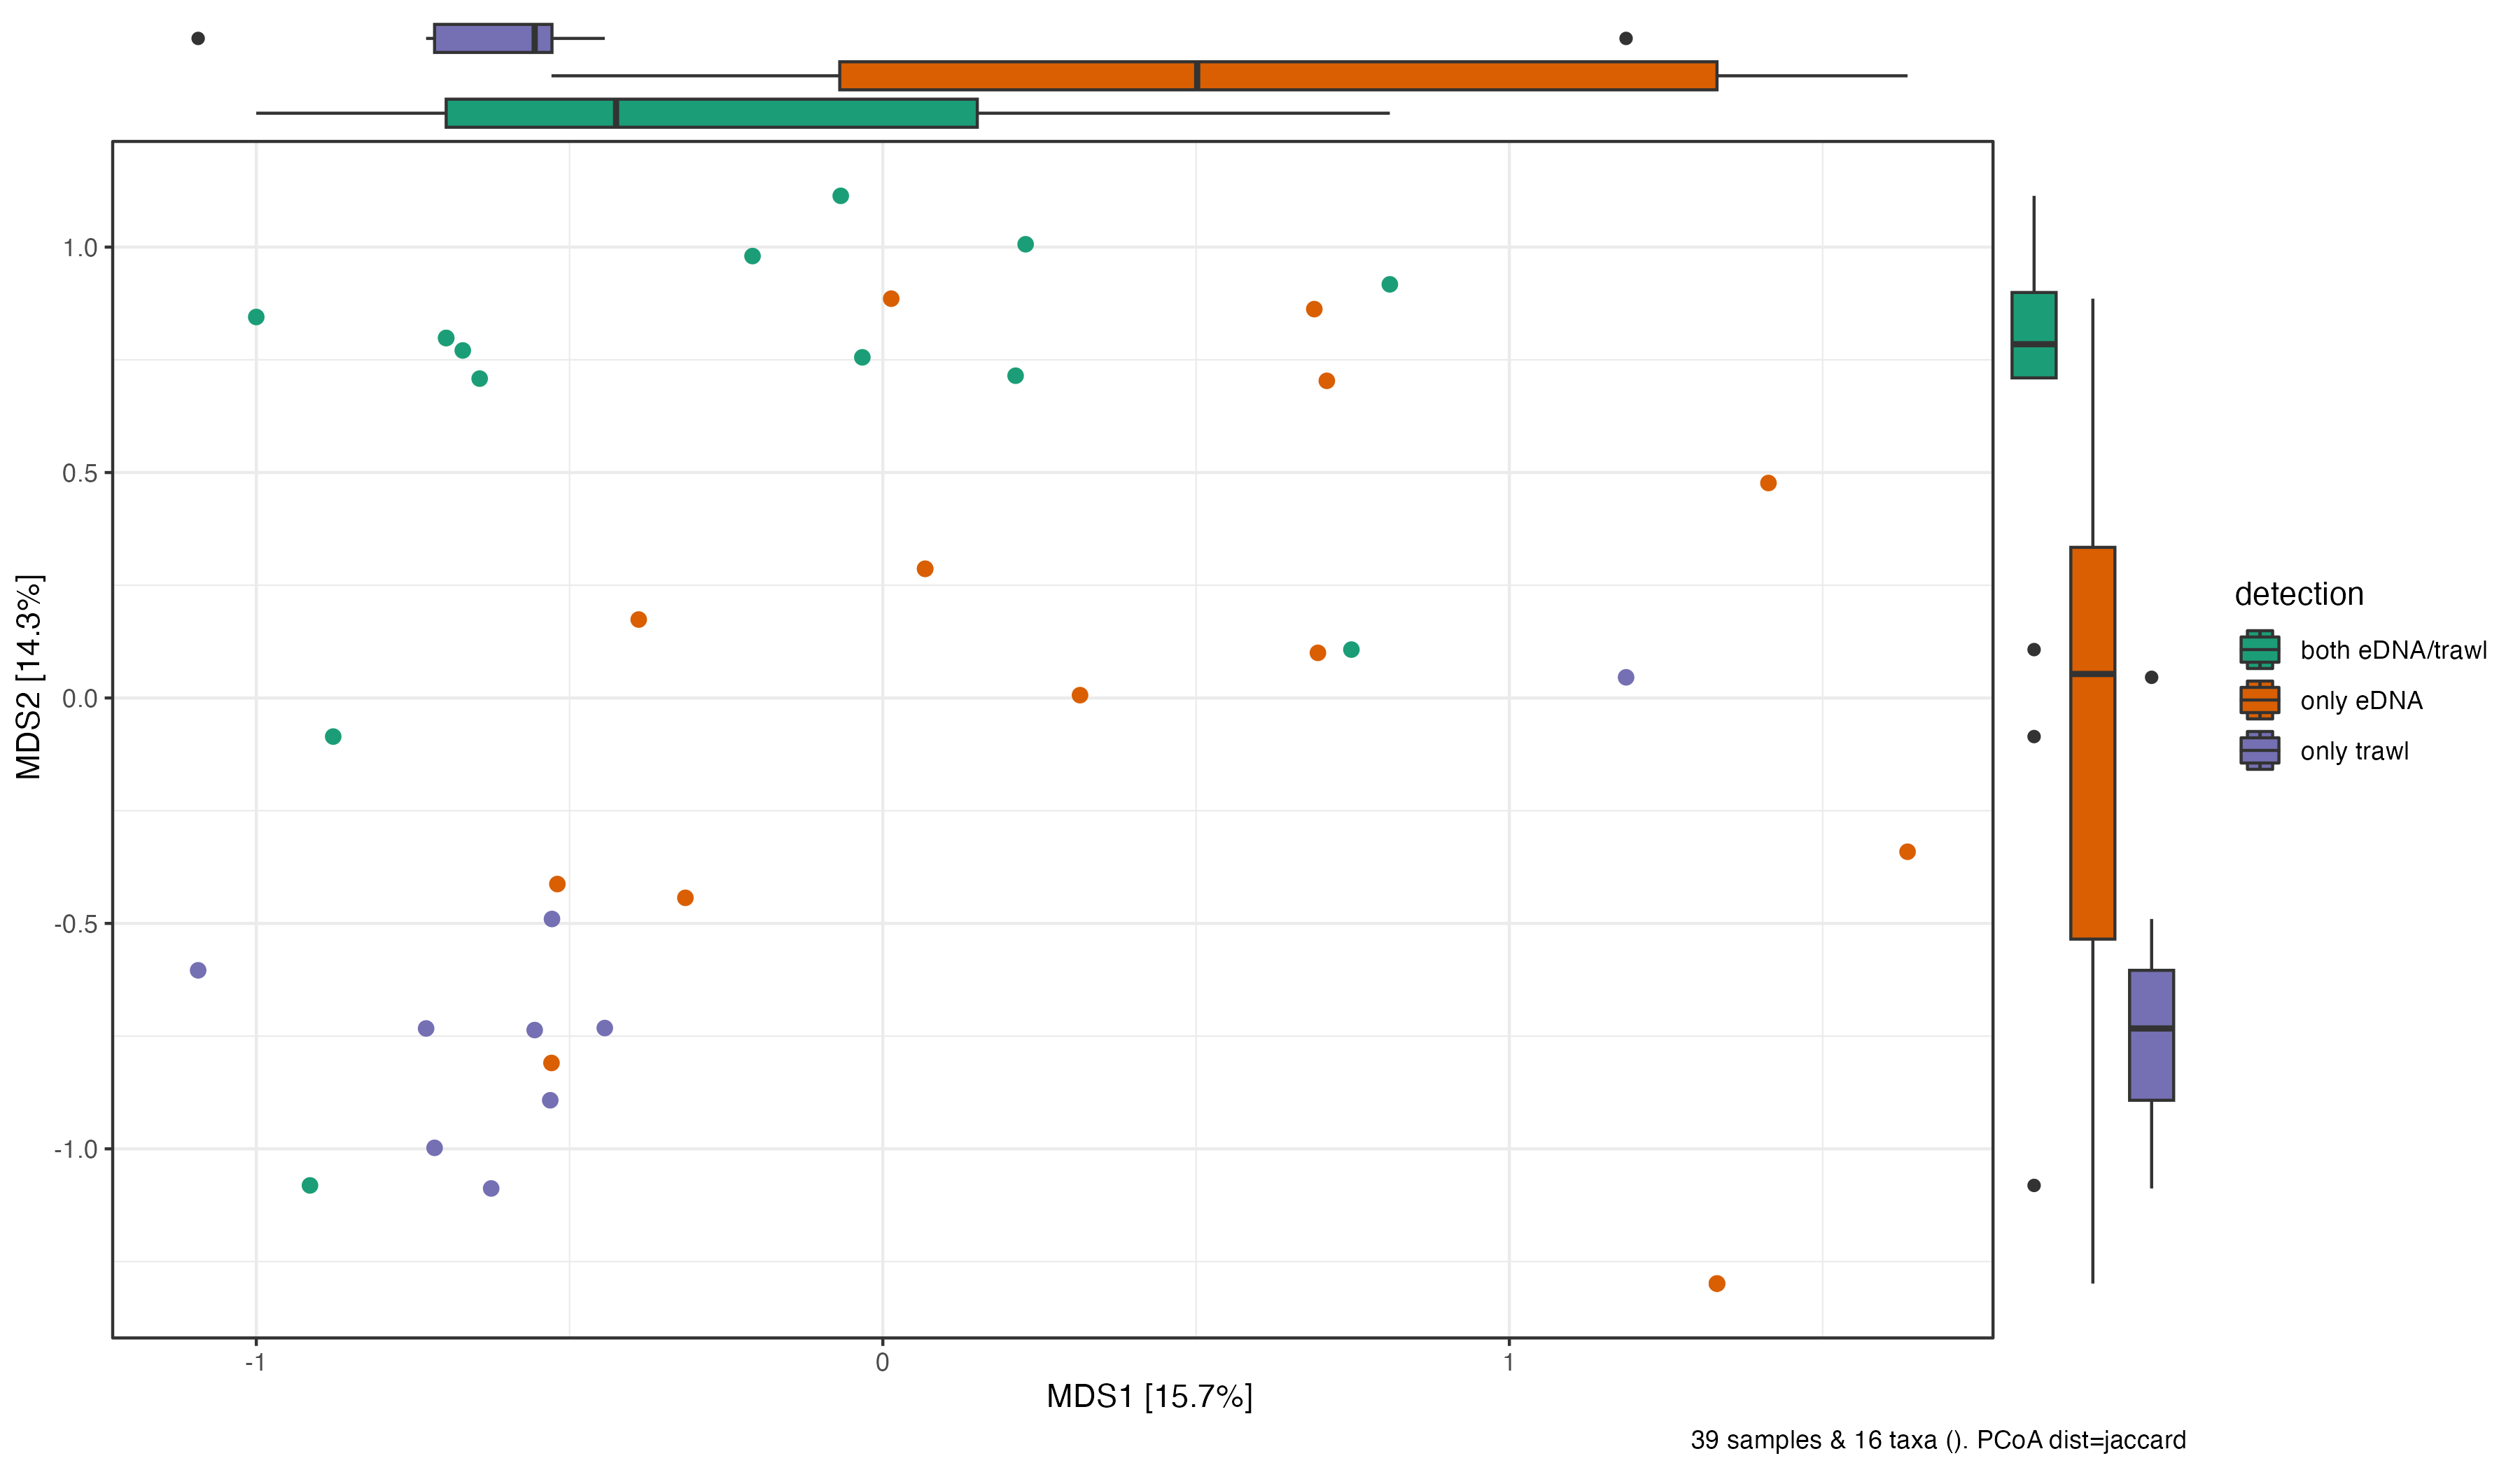 1.0
0.5
0.0
-0.5
-1.0
MDS2 [14.3%]
-1
0
1
MDS1 [15.7%]
detection
both eDNA/trawl
only eDNA
only trawl
39 samples & 16 taxa (). PCoA dist=jaccard